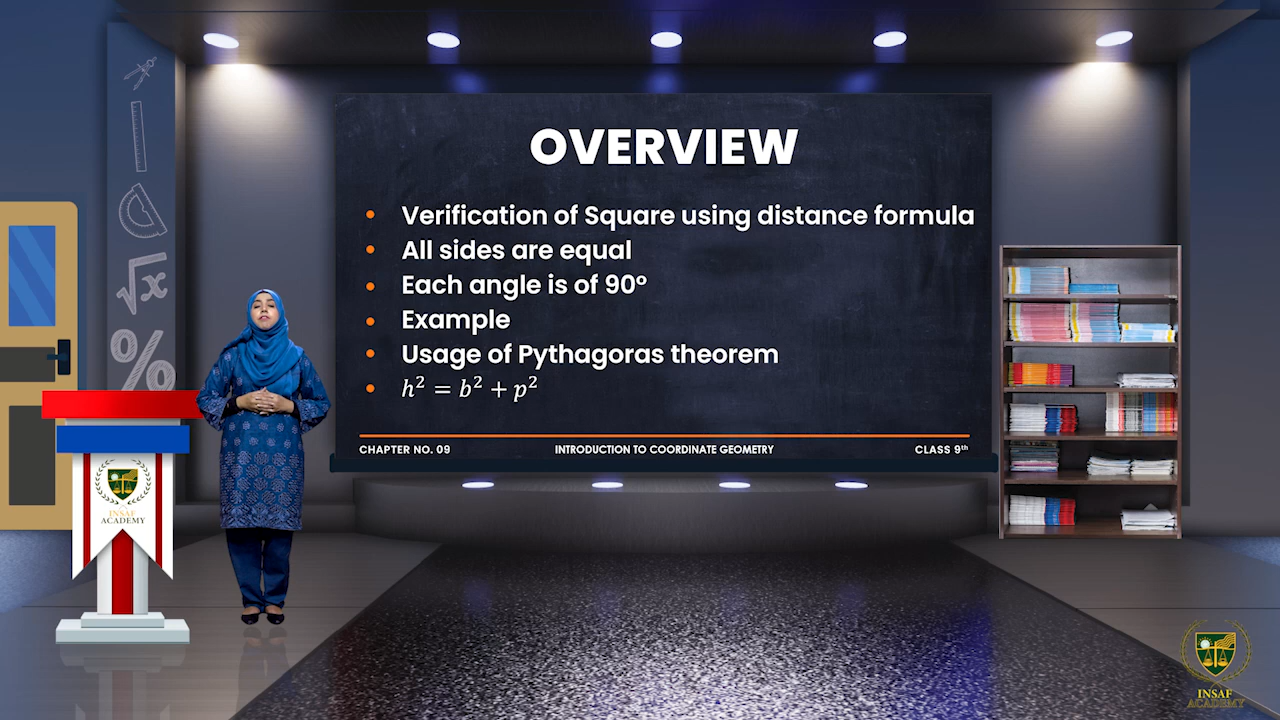 OVERVIEW
• Verification of Square using distance formula
• All sides are equal
• Each angle is of 90°
• Example
• Usage of Pythagoras theorem
• h² = b² + p²
CHAPTER NO. 09 INTRODUCTION TO COORDINATE GEOMETRY CLASS 9th
√x
%
INSAF
ACADEMY
INSAF
ACADEMY